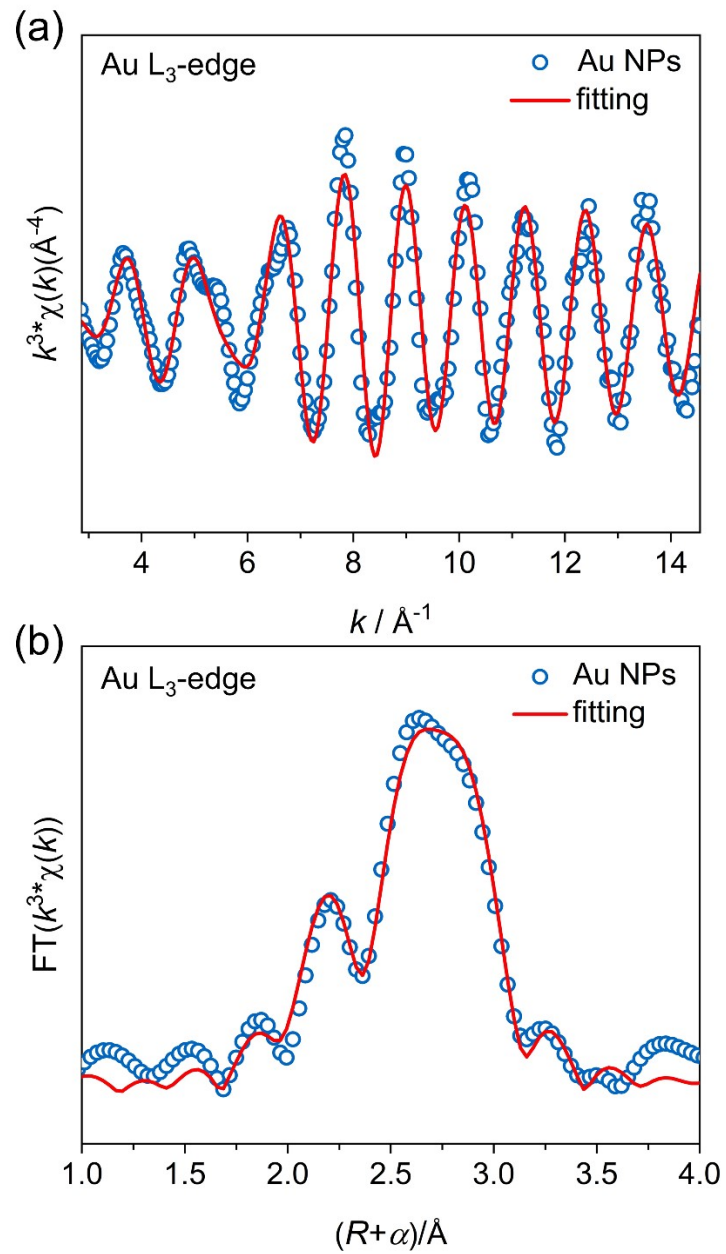 (a)
Au L₃-edge
Au NPs
fitting
k³*χ(k)(Å⁻⁴)
4 6 8 10 12 14
k / Å⁻¹
(b)
Au L₃-edge
Au NPs
fitting
FT(k³*χ(k))
1.0 1.5 2.0 2.5 3.0 3.5 4.0
(R+α)/Å